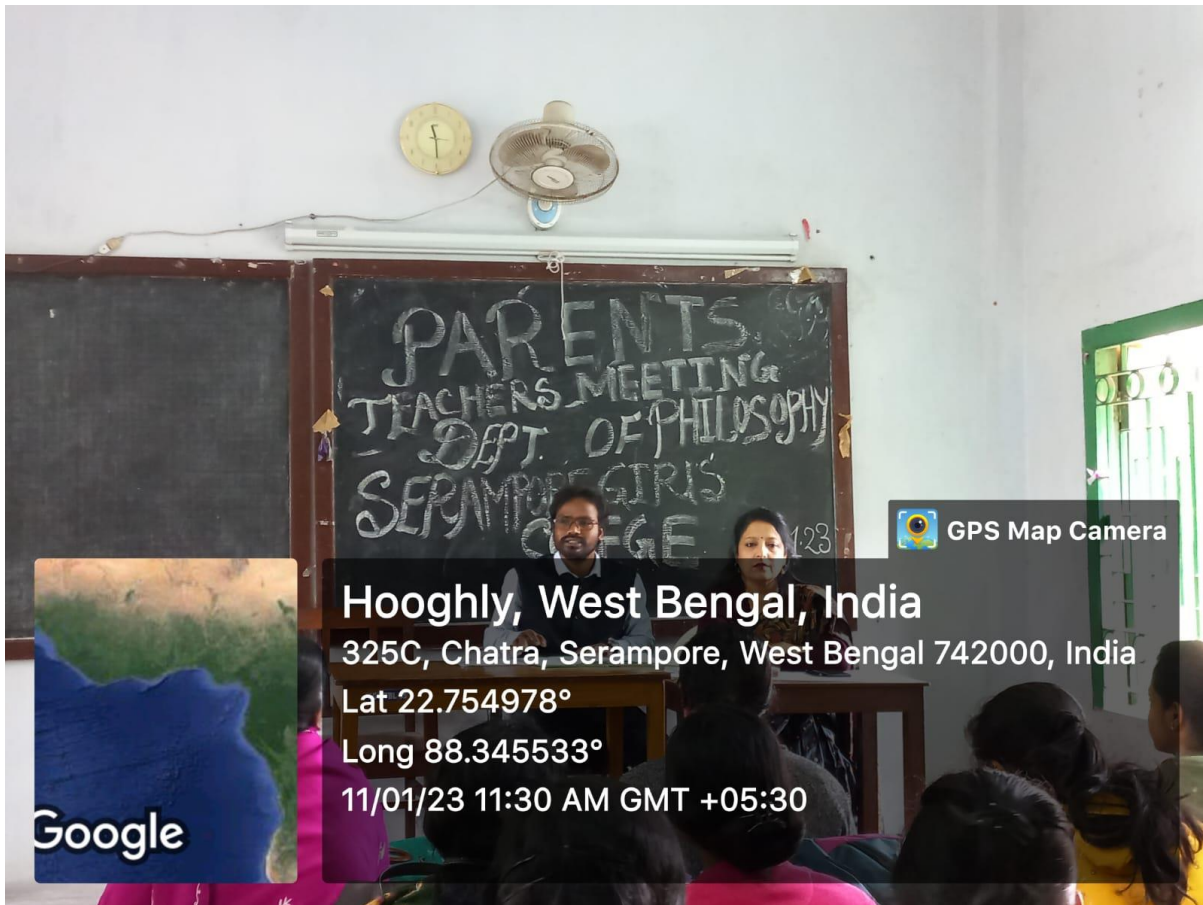 PARENTS.
TEACHERS MEETING
DEPT. OF PHILOSOPHY
SERAMPORE GIRLS
1.23
GPS Map Camera
Hooghly, West Bengal, India
325C, Chatra, Serampore, West Bengal 742000, India
Lat 22.754978°
Long 88.345533°
11/01/23 11:30 AM GMT +05:30
Google